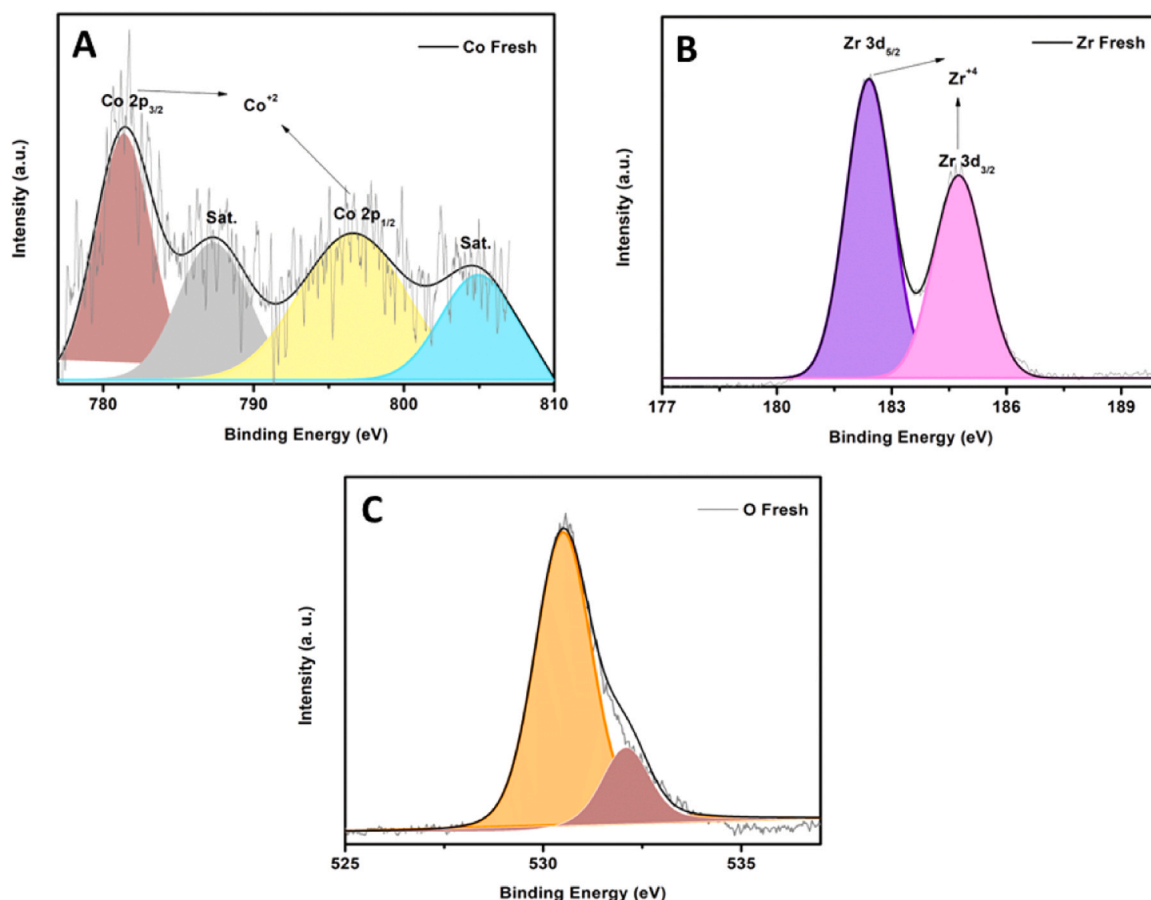 A
Co Fresh
Co 2p3/2
Co+2
Sat.
Co 2p1/2
Sat.
Intensity (a.u.)
780 790 800 810
Binding Energy (eV)
B
Zr 3d5/2
Zr Fresh
Zr+4
Zr 3d3/2
Intensity (a.u.)
177 180 183 186 189
Binding Energy (eV)
C
O Fresh
Intensity (a. u.)
525 530 535
Binding Energy (eV)